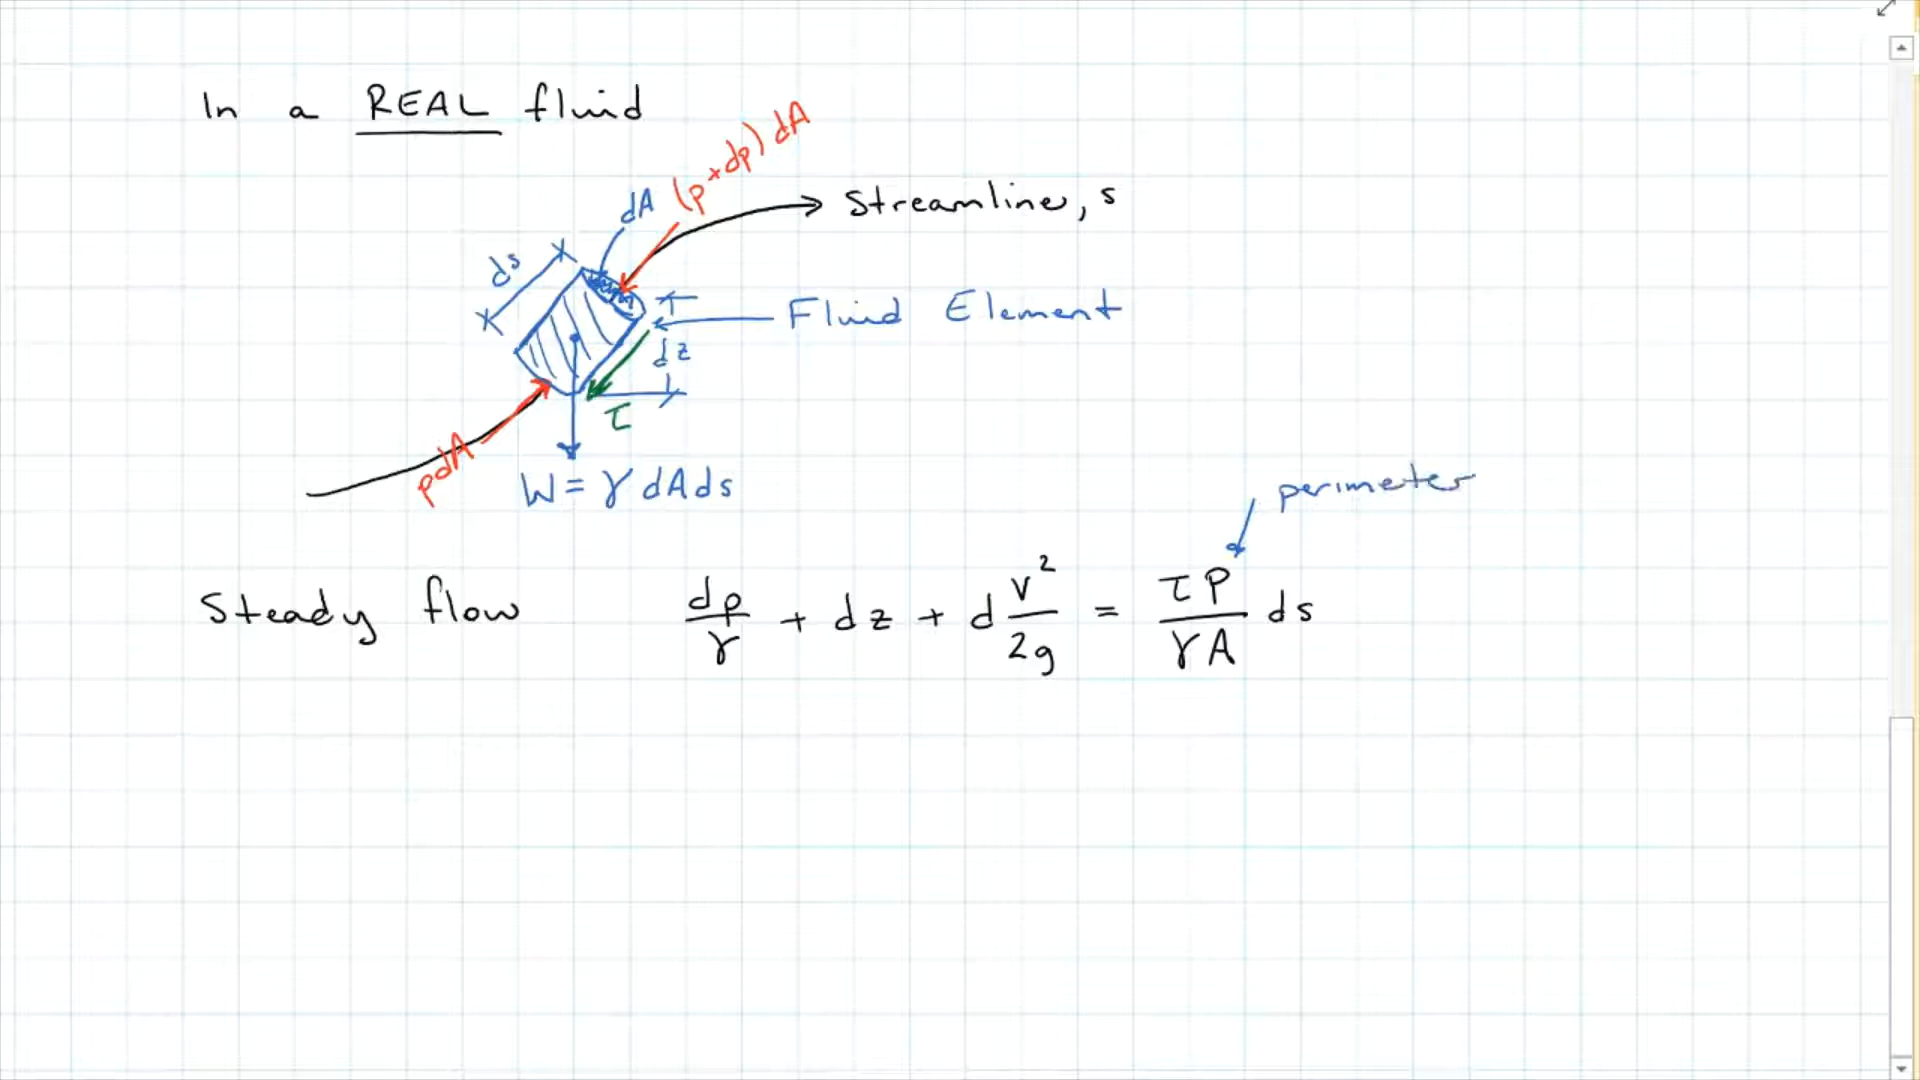 In a REAL fluid
(p + dp) dA
dA
Streamline, s
ds
Fluid Element
dz
τ
pdA
W = γ dA ds
perimeter
Steady flow dp/γ + dz + d v²/2g = τP/γA ds